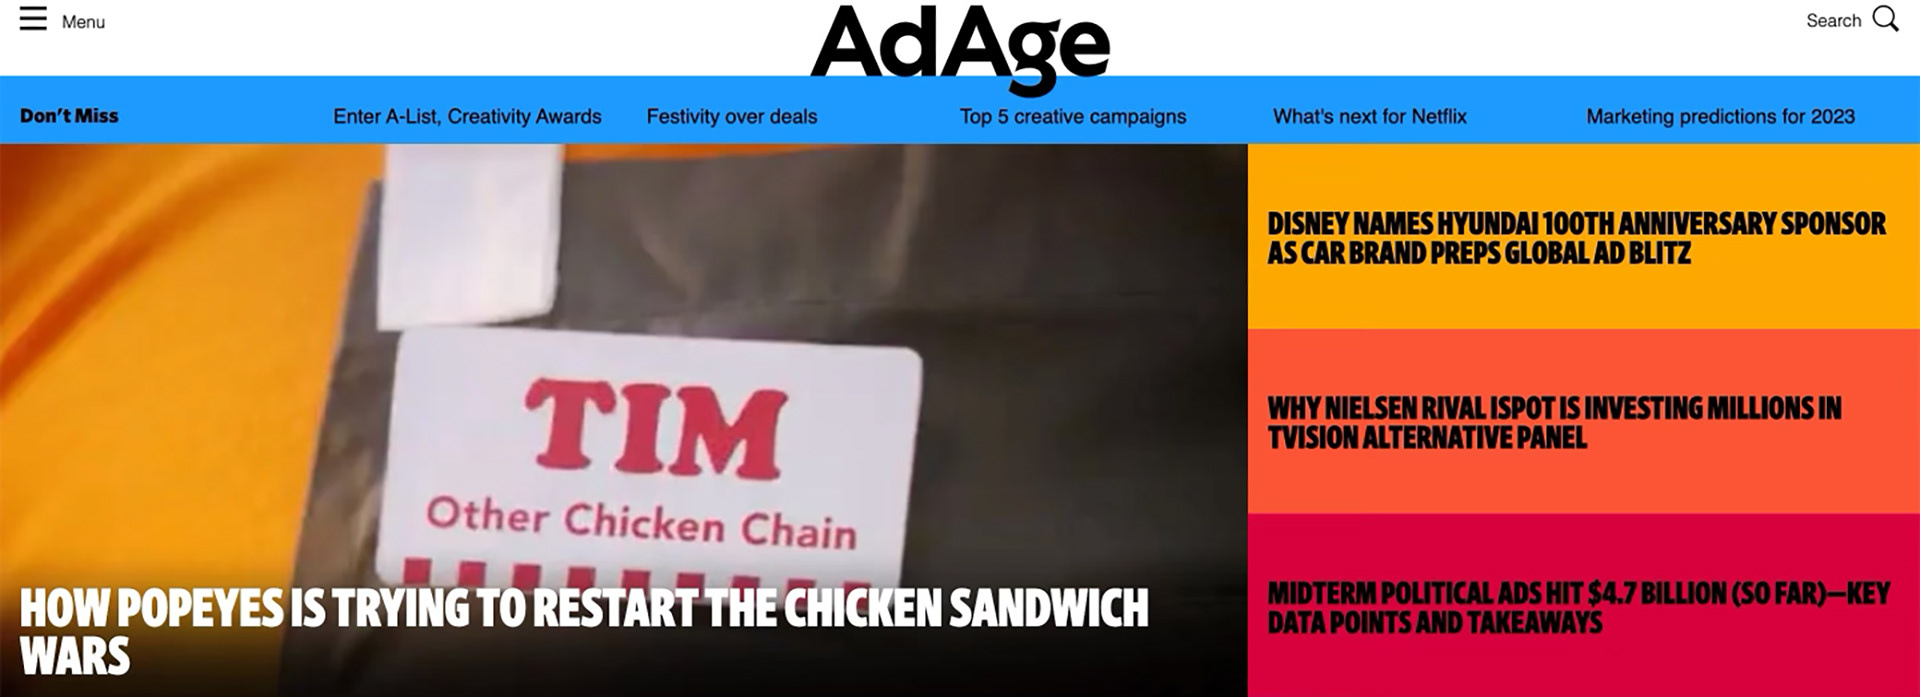 Menu
AdAge
Search
Don't Miss
Enter A-List, Creativity Awards
Festivity over deals
Top 5 creative campaigns
What's next for Netflix
Marketing predictions for 2023
TIM
Other Chicken Chain
HOW POPEYES IS TRYING TO RESTART THE CHICKEN SANDWICH
WARS
DISNEY NAMES HYUNDAI 100TH ANNIVERSARY SPONSOR
AS CAR BRAND PREPS GLOBAL AD BLITZ
WHY NIELSEN RIVAL ISPOT IS INVESTING MILLIONS IN
TVISION ALTERNATIVE PANEL
MIDTERM POLITICAL ADS HIT $4.7 BILLION (SO FAR)—KEY
DATA POINTS AND TAKEAWAYS